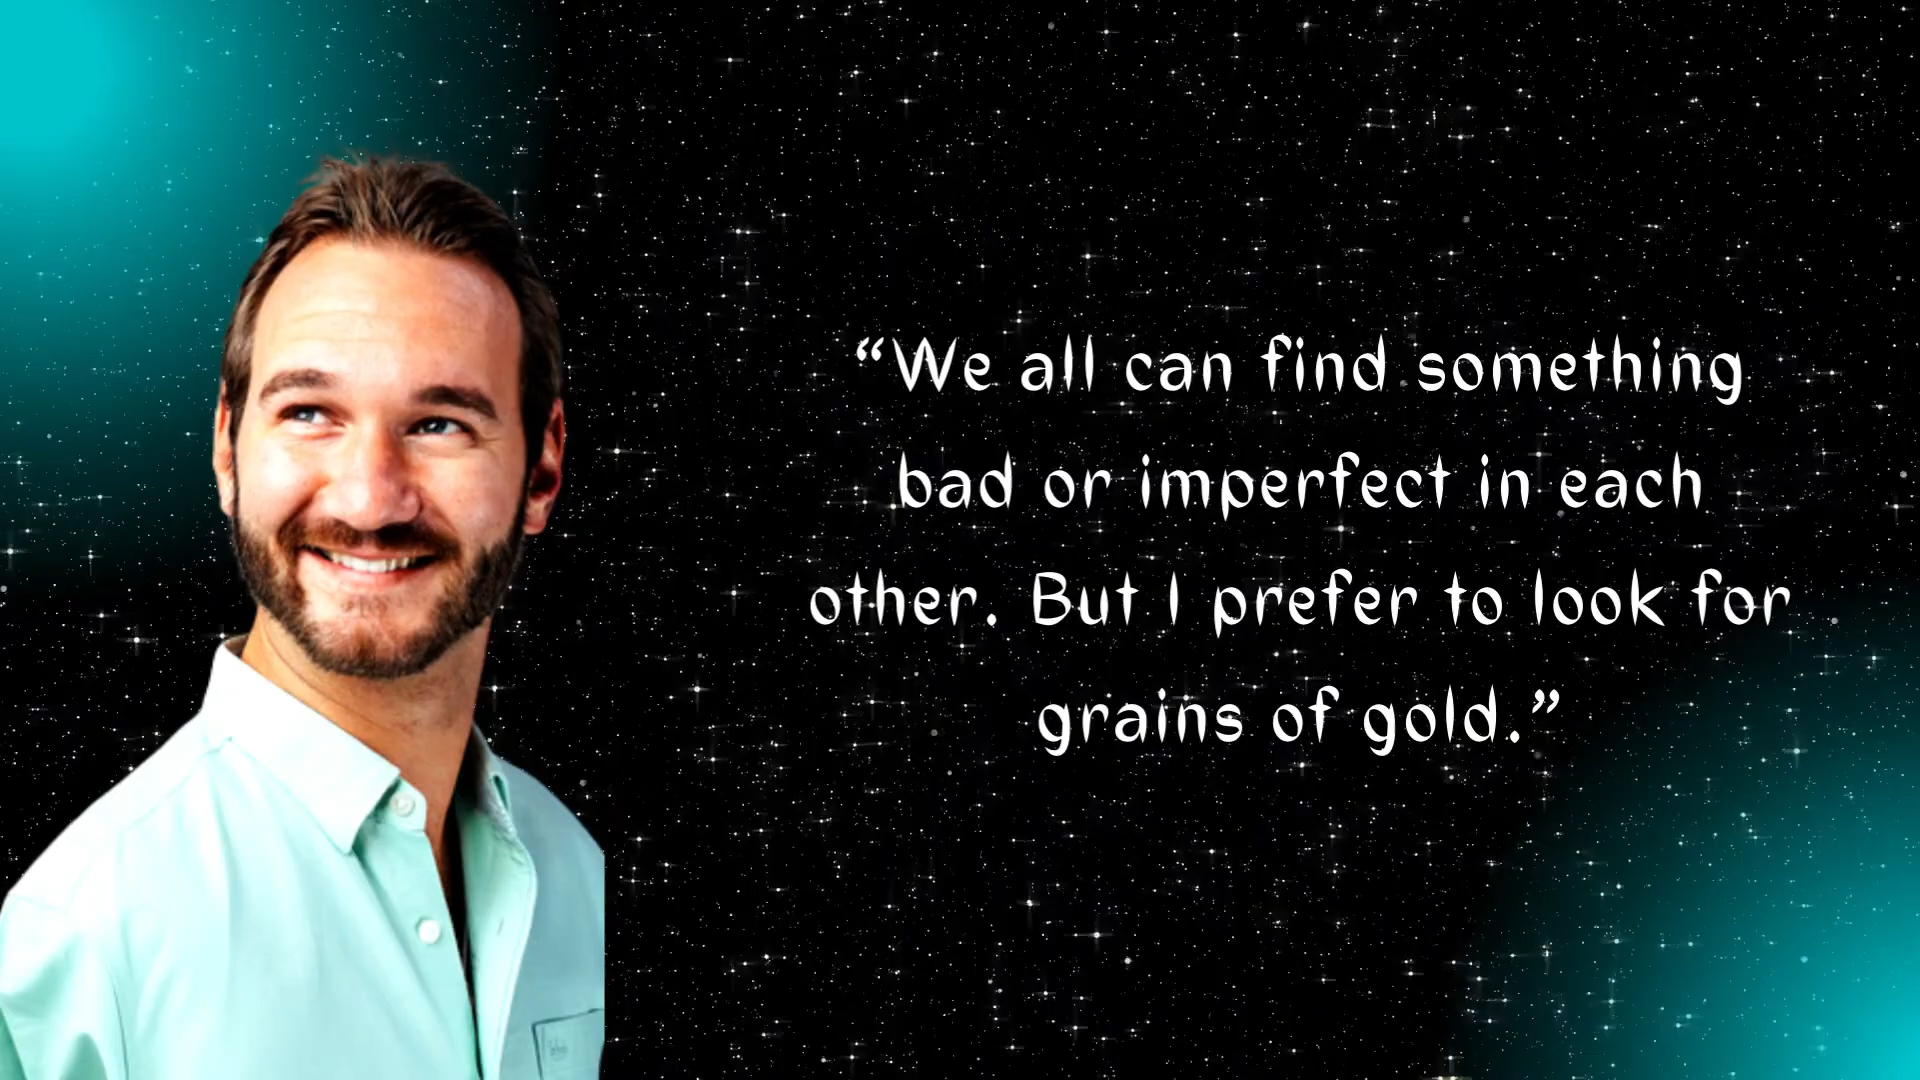 “We all can find something
bad or imperfect in each
other. But I prefer to look for
grains of gold.”